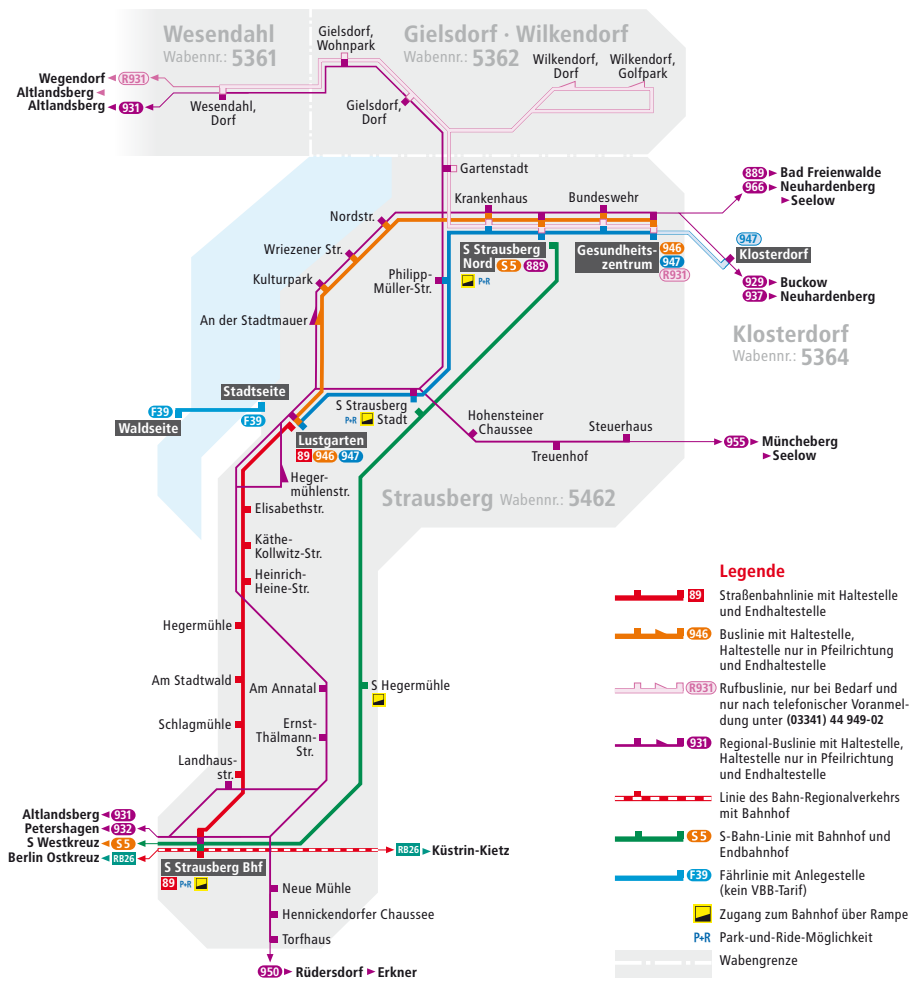 Wesendahl
Wabennr.: 5361
Gielsdorf,
Wohnpark
Gielsdorf · Wilkendorf
Wabennr.: 5362
Wilkendorf,
Dorf
Wilkendorf,
Golfpark
Wegendorf
R931
Altlandsberg
Altlandsberg
931
Wesendahl,
Dorf
Gielsdorf,
Dorf
Gartenstadt
Krankenhaus
Bundeswehr
889
Bad Freienwalde
966
Neuhardenberg
Seelow
Nordstr.
Wriezener Str.
Kulturpark
An der Stadtmauer
Philipp-
Müller-Str.
S Strausberg
Nord
S 5
889
P+R
Gesundheits-
zentrum
946
947
R931
947
Klosterdorf
929
Buckow
937
Neuhardenberg
Klosterdorf
Wabennr.: 5364
Stadtseite
F39
F39
Waldseite
S Strausberg
P+R
Stadt
Lustgarten
89
946
947
Hohensteiner
Chaussee
Steuerhaus
Treuenhof
955
Müncheberg
Seelow
Heger-
mühlenstr.
Strausberg Wabennr.: 5462
Elisabethstr.
Käthe-
Kollwitz-Str.
Heinrich-
Heine-Str.
Hegermühle
Am Stadtwald
Am Annatal
S Hegermühle
Schlagmühle
Ernst-
Thälmann-
Str.
Landhaus-
str.
Altlandsberg
931
Petershagen
932
S Westkreuz
S 5
Berlin Ostkreuz
RB26
RB26
Küstrin-Kietz
S Strausberg Bhf
89
P+R
Neue Mühle
Hennickendorfer Chaussee
Torfhaus
950
Rüdersdorf
Erkner
Legende
89
Straßenbahnlinie mit Haltestelle
und Endhaltestelle
946
Buslinie mit Haltestelle,
Haltestelle nur in Pfeilrichtung
und Endhaltestelle
R931
Rufbuslinie, nur bei Bedarf und
nur nach telefonischer Voranmel-
dung unter (03341) 44 949-02
931
Regional-Buslinie mit Haltestelle,
Haltestelle nur in Pfeilrichtung
und Endhaltestelle
Linie des Bahn-Regionalverkehrs
mit Bahnhof
S 5
S-Bahn-Linie mit Bahnhof und
Endbahnhof
F39
Fährlinie mit Anlegestelle
(kein VBB-Tarif)
Zugang zum Bahnhof über Rampe
P+R
Park-und-Ride-Möglichkeit
Wabengrenze